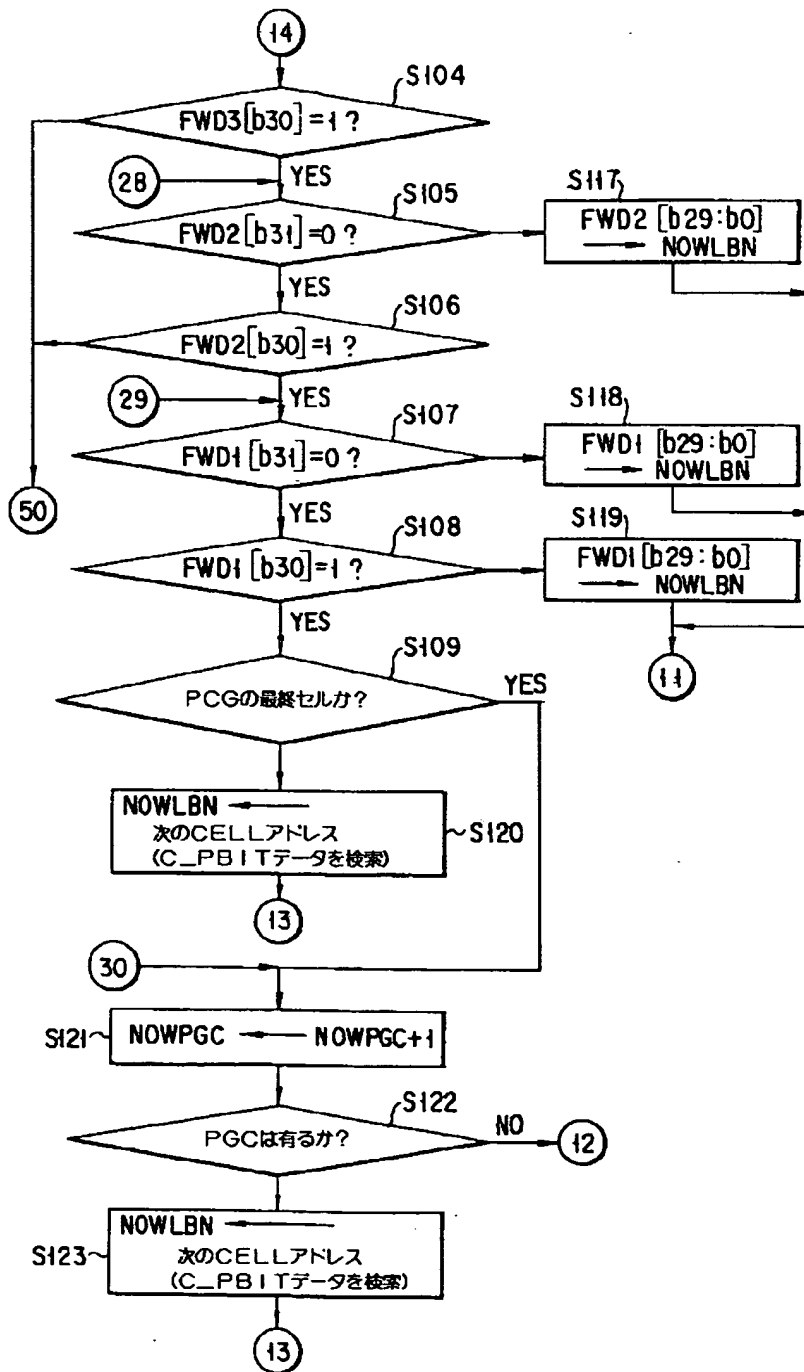 14
S104
FWD3[b30]=1?
28
YES
S105
FWD2[b31]=0?
S117
FWD2 [b29:b0]
→ NOWLBN
YES
S106
FWD2[b30]=1?
29
YES
S107
FWD1[b31]=0?
S118
FWD1 [b29:b0]
→ NOWLBN
50
YES
S108
FWD1[b30]=1?
S119
FWD1[b29:b0]
→ NOWLBN
YES
S109
11
PCGの最終セルか?
YES
NOWLBN ←
次のCELLアドレス
(C_PBITデータを検索)
S120
13
30
S121
NOWPGC ← NOWPGC+1
S122
PGCは有るか?
NO
12
NOWLBN ←
S123
次のCELLアドレス
(C_PBITデータを検索)
13